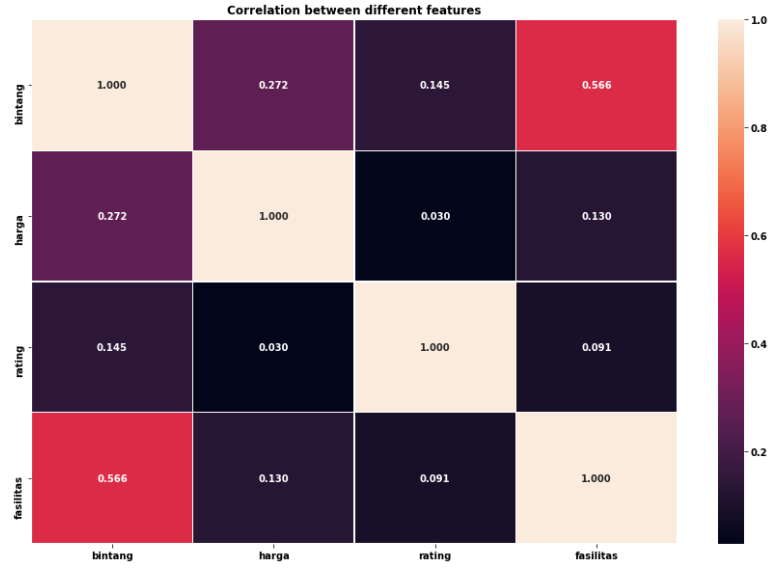 Correlation between different features
bintang
1.000
0.272
0.145
0.566
harga
0.272
1.000
0.030
0.130
rating
0.145
0.030
1.000
0.091
fasilitas
0.566
0.130
0.091
1.000
bintang
harga
rating
fasilitas
1.0
0.8
0.6
0.4
0.2